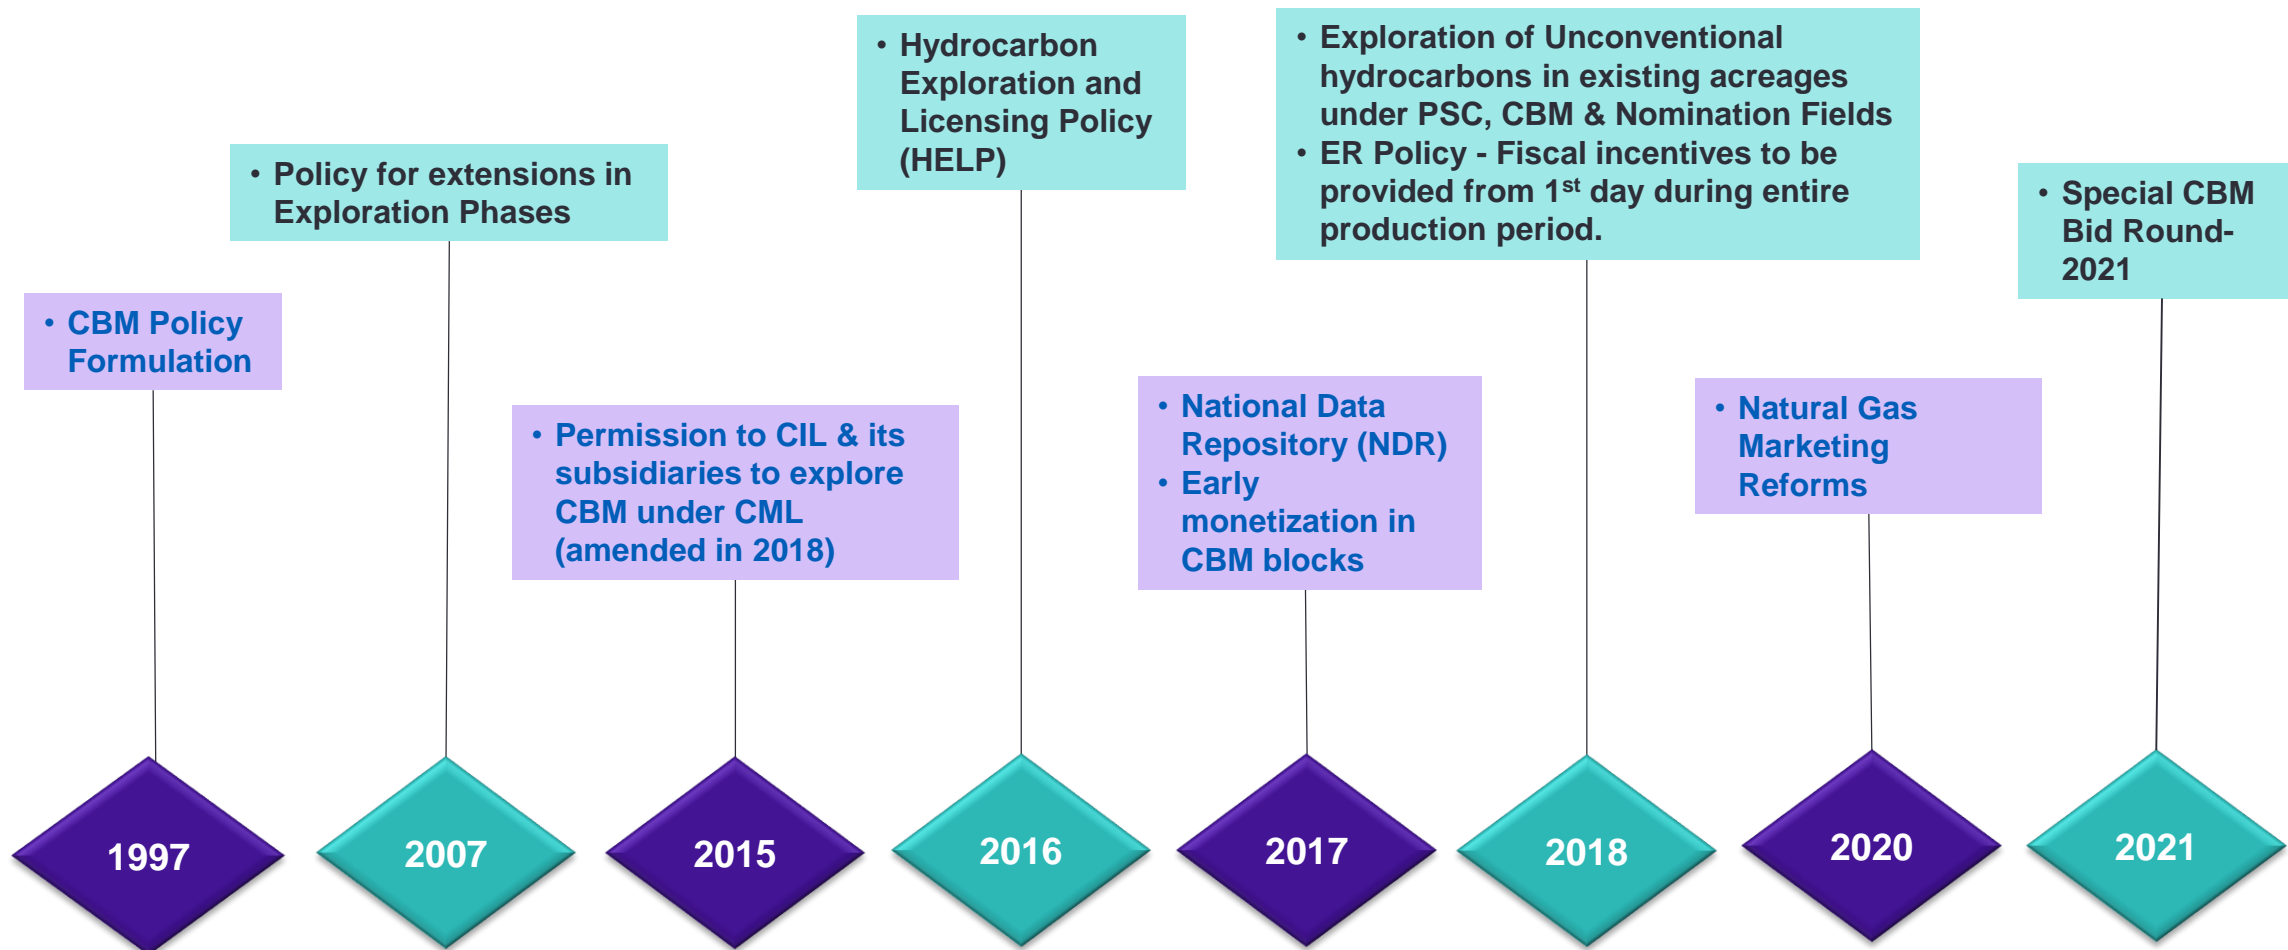 • CBM Policy
Formulation
• Policy for extensions in
Exploration Phases
• Permission to CIL & its
subsidiaries to explore
CBM under CML
(amended in 2018)
• Hydrocarbon
Exploration and
Licensing Policy
(HELP)
• National Data
Repository (NDR)
• Early
monetization in
CBM blocks
• Exploration of Unconventional
hydrocarbons in existing acreages
under PSC, CBM & Nomination Fields
• ER Policy - Fiscal incentives to be
provided from 1st day during entire
production period.
• Natural Gas
Marketing
Reforms
• Special CBM
Bid Round-
2021
1997
2007
2015
2016
2017
2018
2020
2021